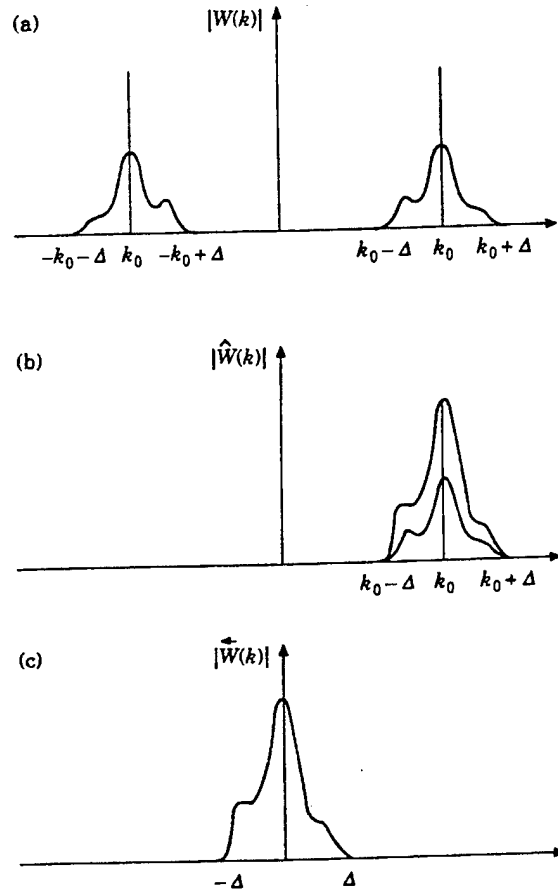 (a)
|W(k)|
-k₀-Δ k₀ -k₀+Δ k₀-Δ k₀ k₀+Δ
(b)
|Ŵ(k)|
k₀-Δ k₀ k₀+Δ
(c)
|W⃖(k)|
-Δ Δ